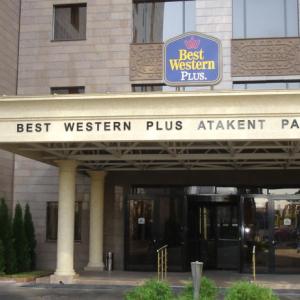 Best
Western
PLUS.
BEST WESTERN PLUS ATAKENT PA